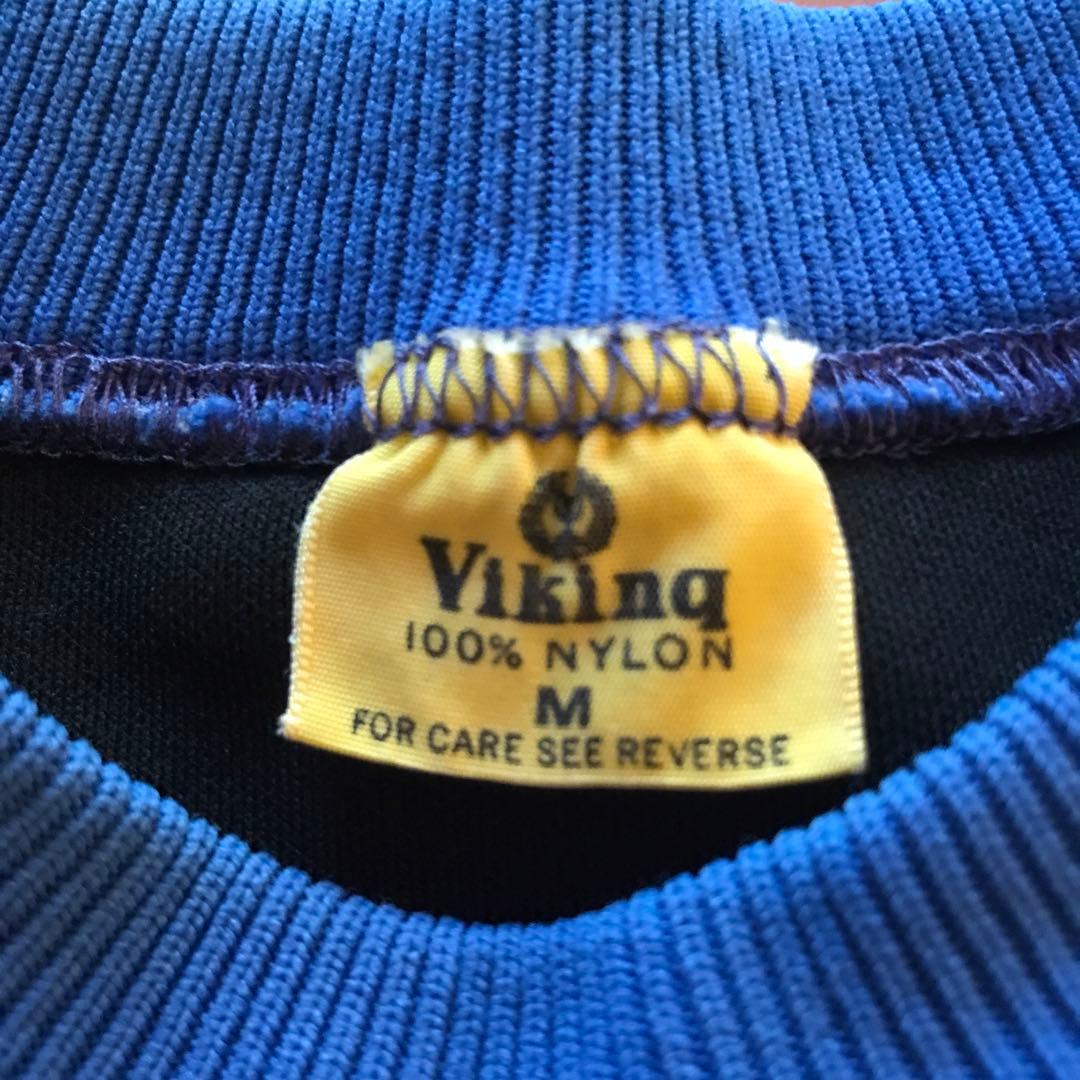 Viking
100% NYLON
M
FOR CARE SEE REVERSE